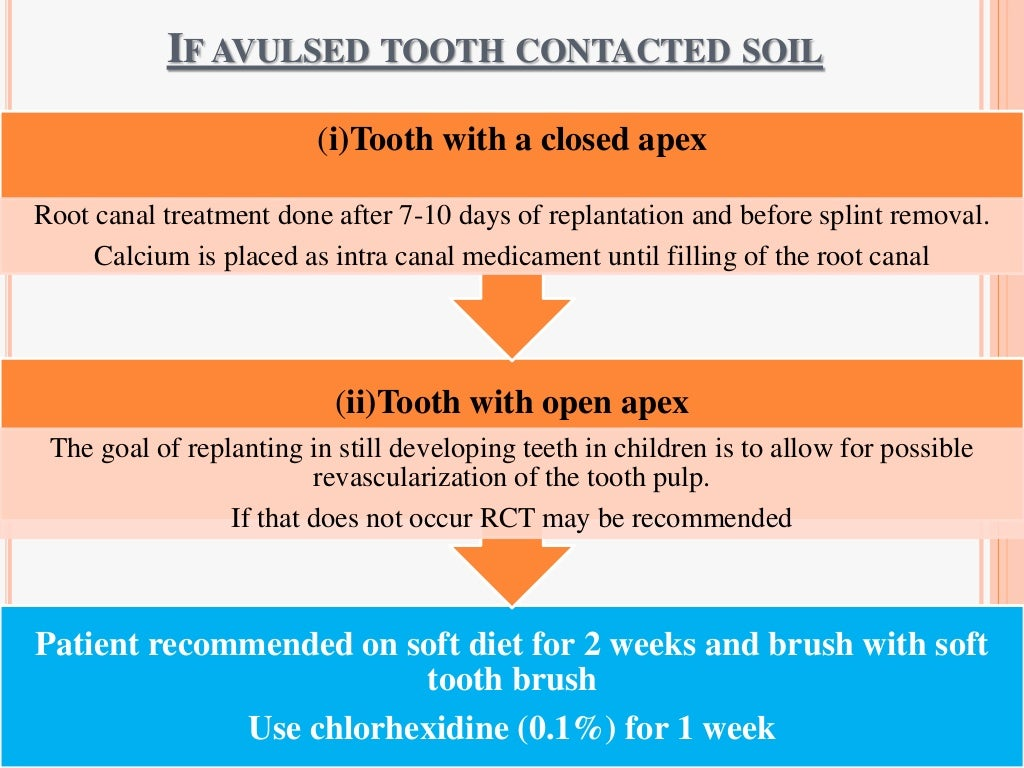 IF AVULSED TOOTH CONTACTED SOIL
(i)Tooth with a closed apex
Root canal treatment done after 7-10 days of replantation and before splint removal.
Calcium is placed as intra canal medicament until filling of the root canal
(ii)Tooth with open apex
The goal of replanting in still developing teeth in children is to allow for possible
revascularization of the tooth pulp.
If that does not occur RCT may be recommended
Patient recommended on soft diet for 2 weeks and brush with soft
tooth brush
Use chlorhexidine (0.1%) for 1 week